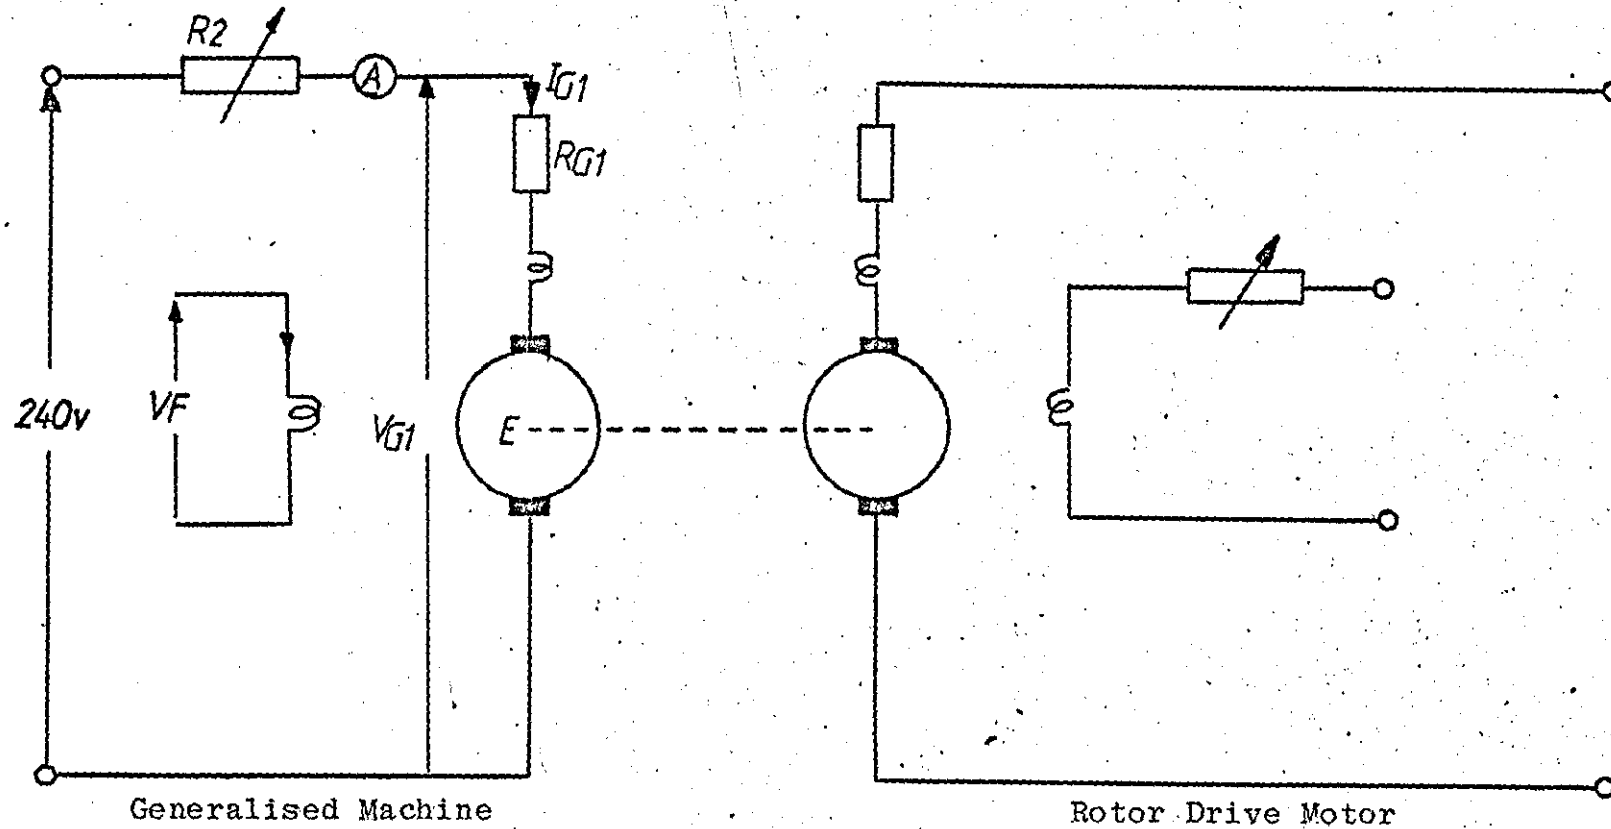 R2
A
IG1
RG1
240v
VF
VG1
E
Generalised Machine
Rotor Drive Motor